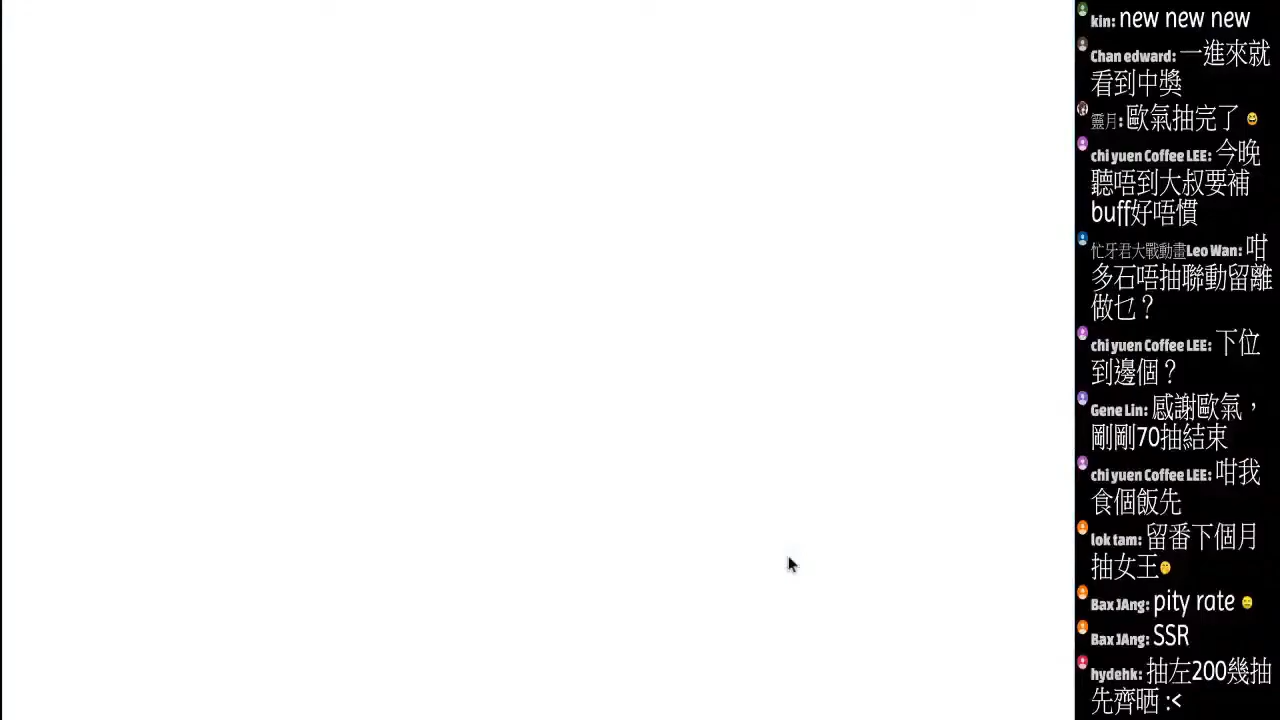 kin: new new new
Chan edward: 一進來就
看到中獎
靈月: 歐氣抽完了 😆
chi yuen Coffee LEE: 今晚
聽唔到大叔要補
buff好唔慣
忙牙君大戰動畫Leo Wan: 咁
多石唔抽聯動留離
做乜？
chi yuen Coffee LEE: 下位
到邊個？
Gene Lin: 感謝歐氣，
剛剛70抽結束
chi yuen Coffee LEE: 咁我
食個飯先
lok tam: 留番下個月
抽女王🤭
Bax JAng: pity rate 😑
Bax JAng: SSR
hydehk: 抽左200幾抽
先齊晒 :<